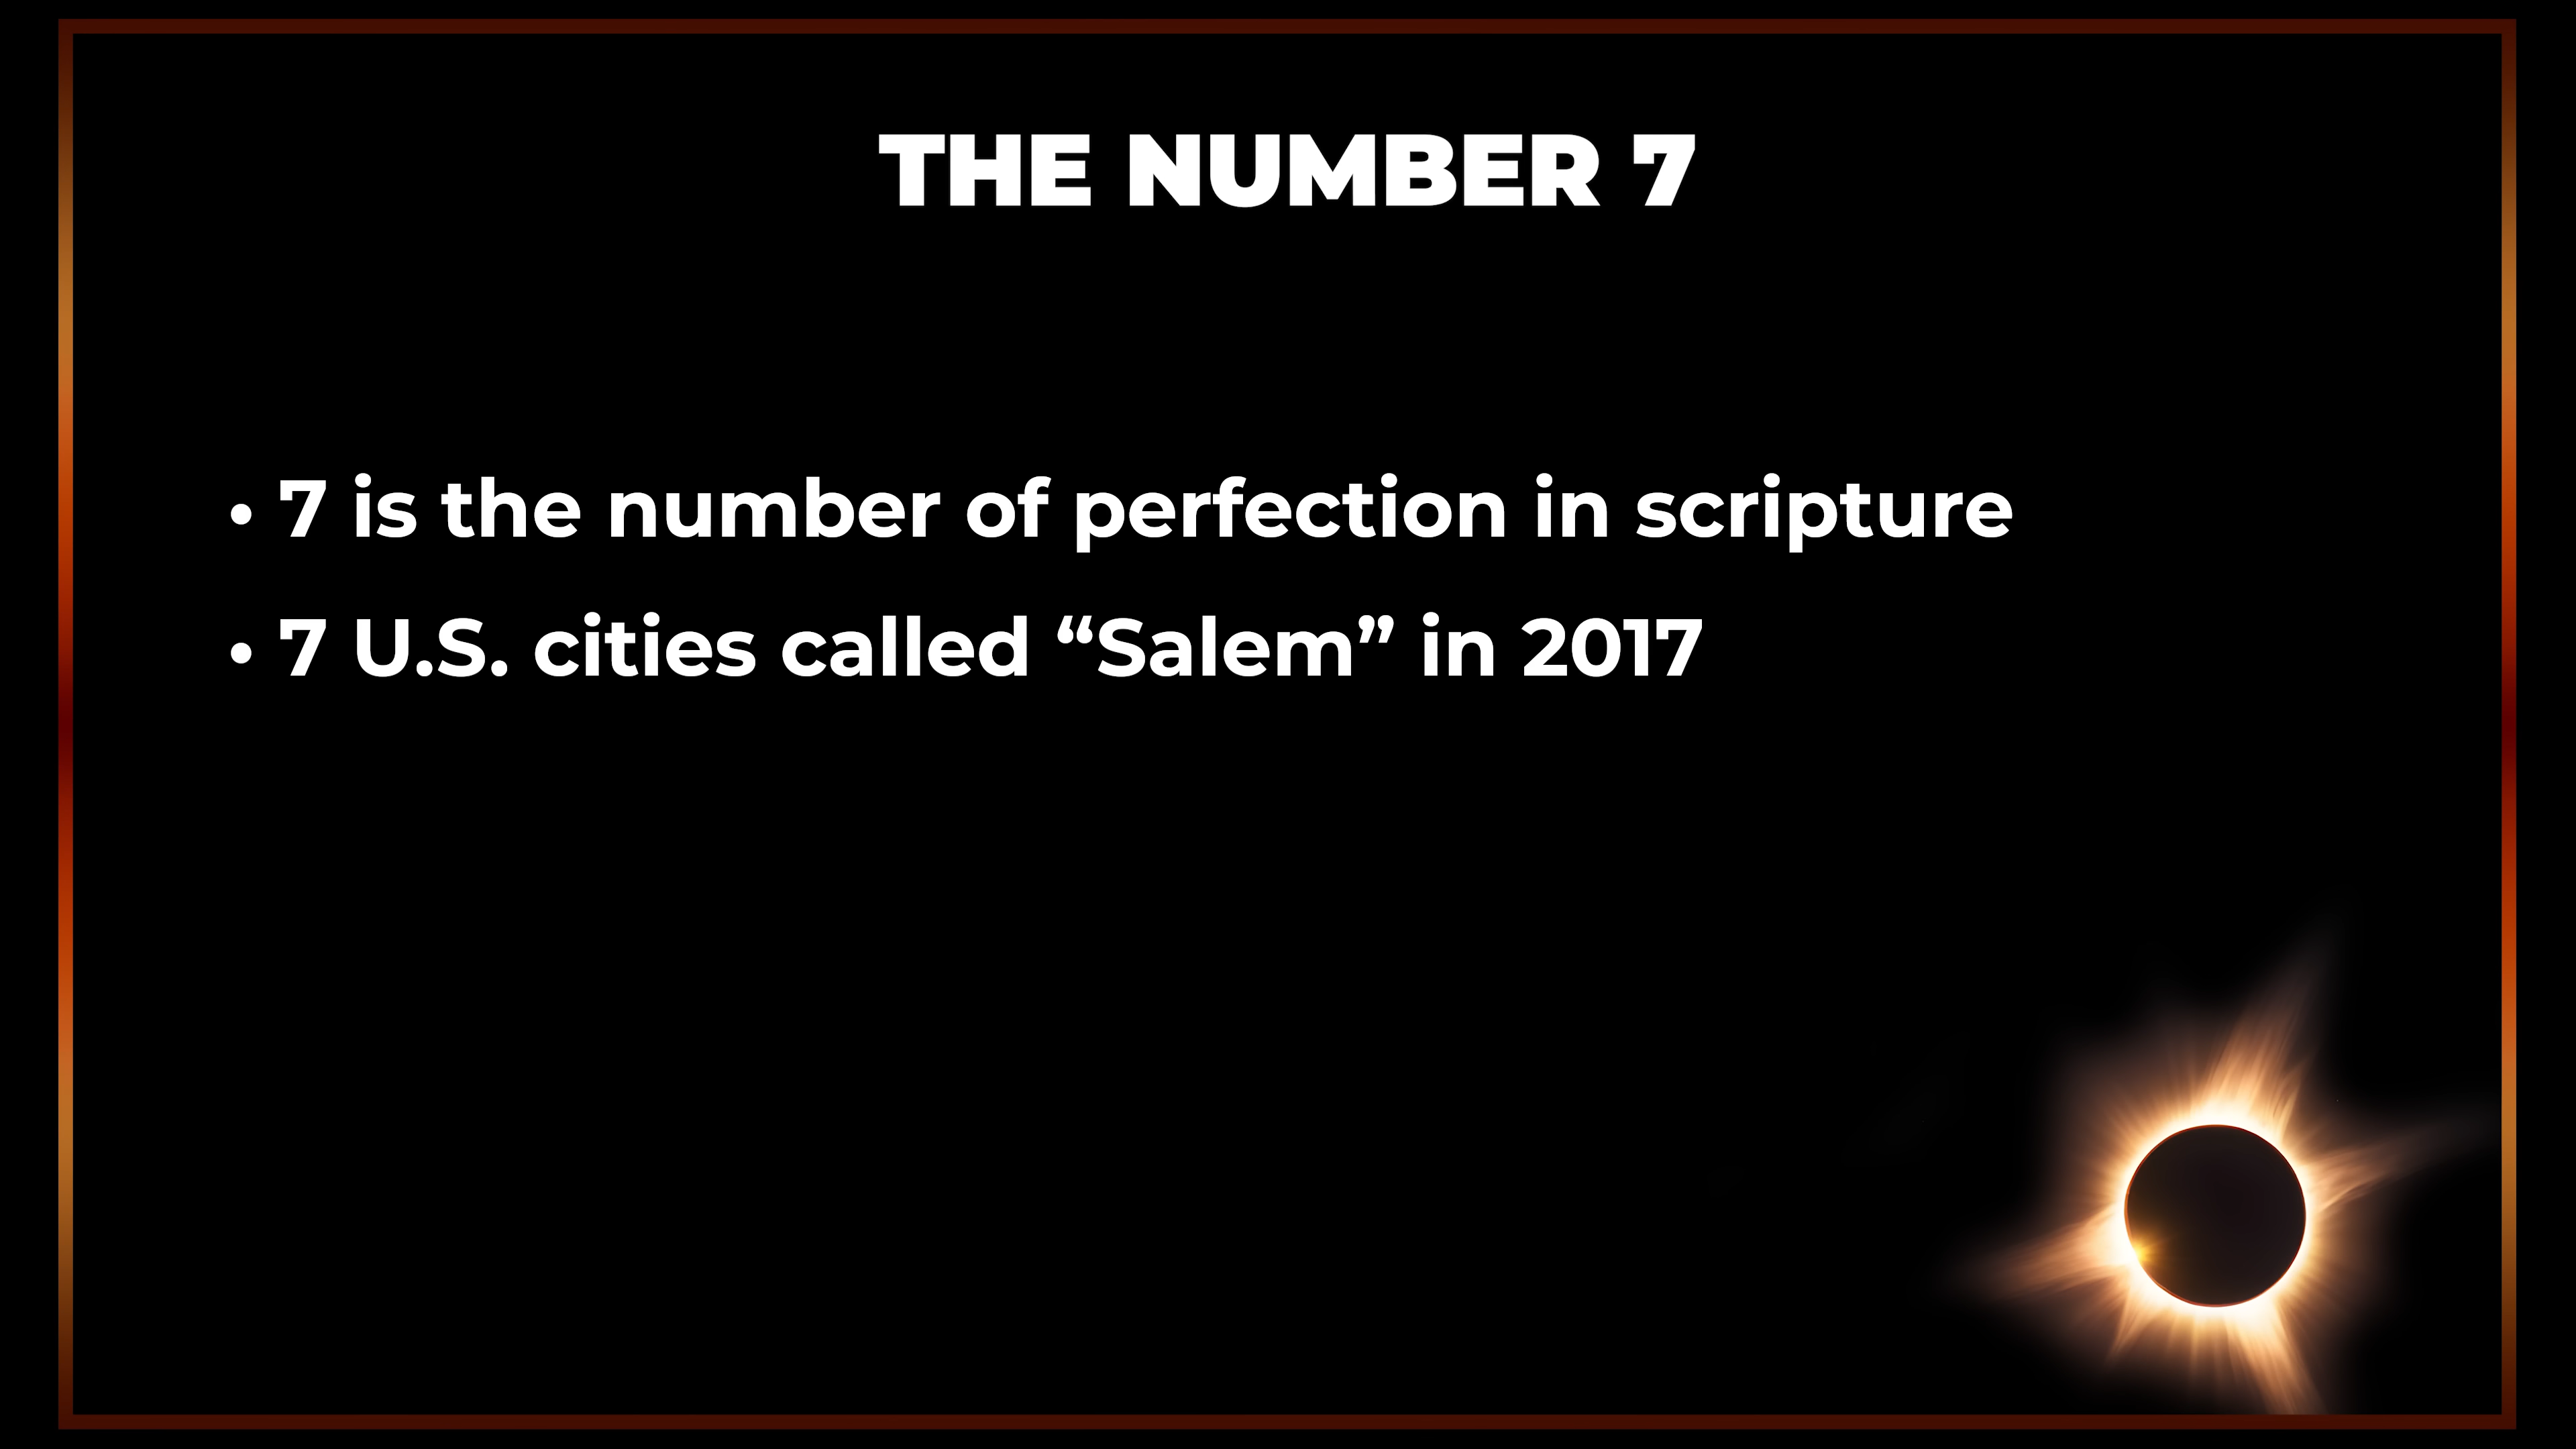 THE NUMBER 7
• 7 is the number of perfection in scripture
• 7 U.S. cities called “Salem” in 2017